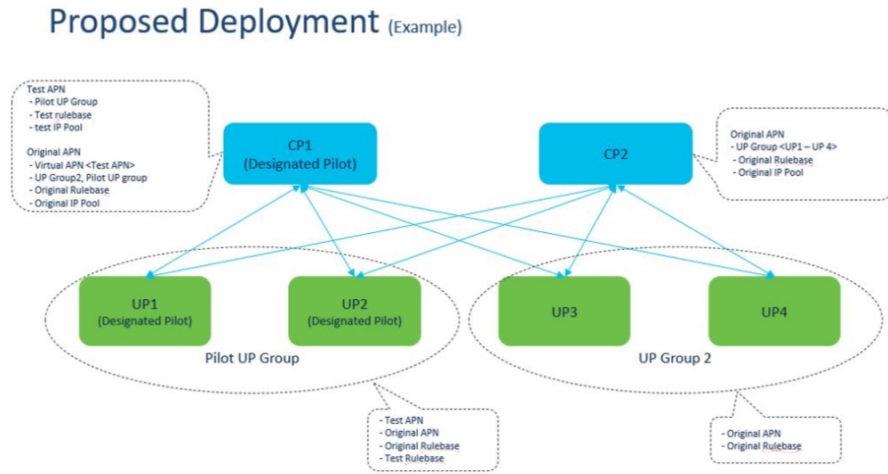 Proposed Deployment (Example)
Test APN
- Pilot UP Group
- Test rulebase
- test IP Pool
Original APN
- Virtual APN <Test APN>
- UP Group2, Pilot UP group
- Original Rulebase
- Original IP Pool
CP1
(Designated Pilot)
CP2
Original APN
- UP Group <UP1 – UP 4>
- Original Rulebase
- Original IP Pool
UP1
(Designated Pilot)
UP2
(Designated Pilot)
UP3
UP4
Pilot UP Group
UP Group 2
- Test APN
- Original APN
- Original Rulebase
- Test Rulebase
- Original APN
- Original Rulebase